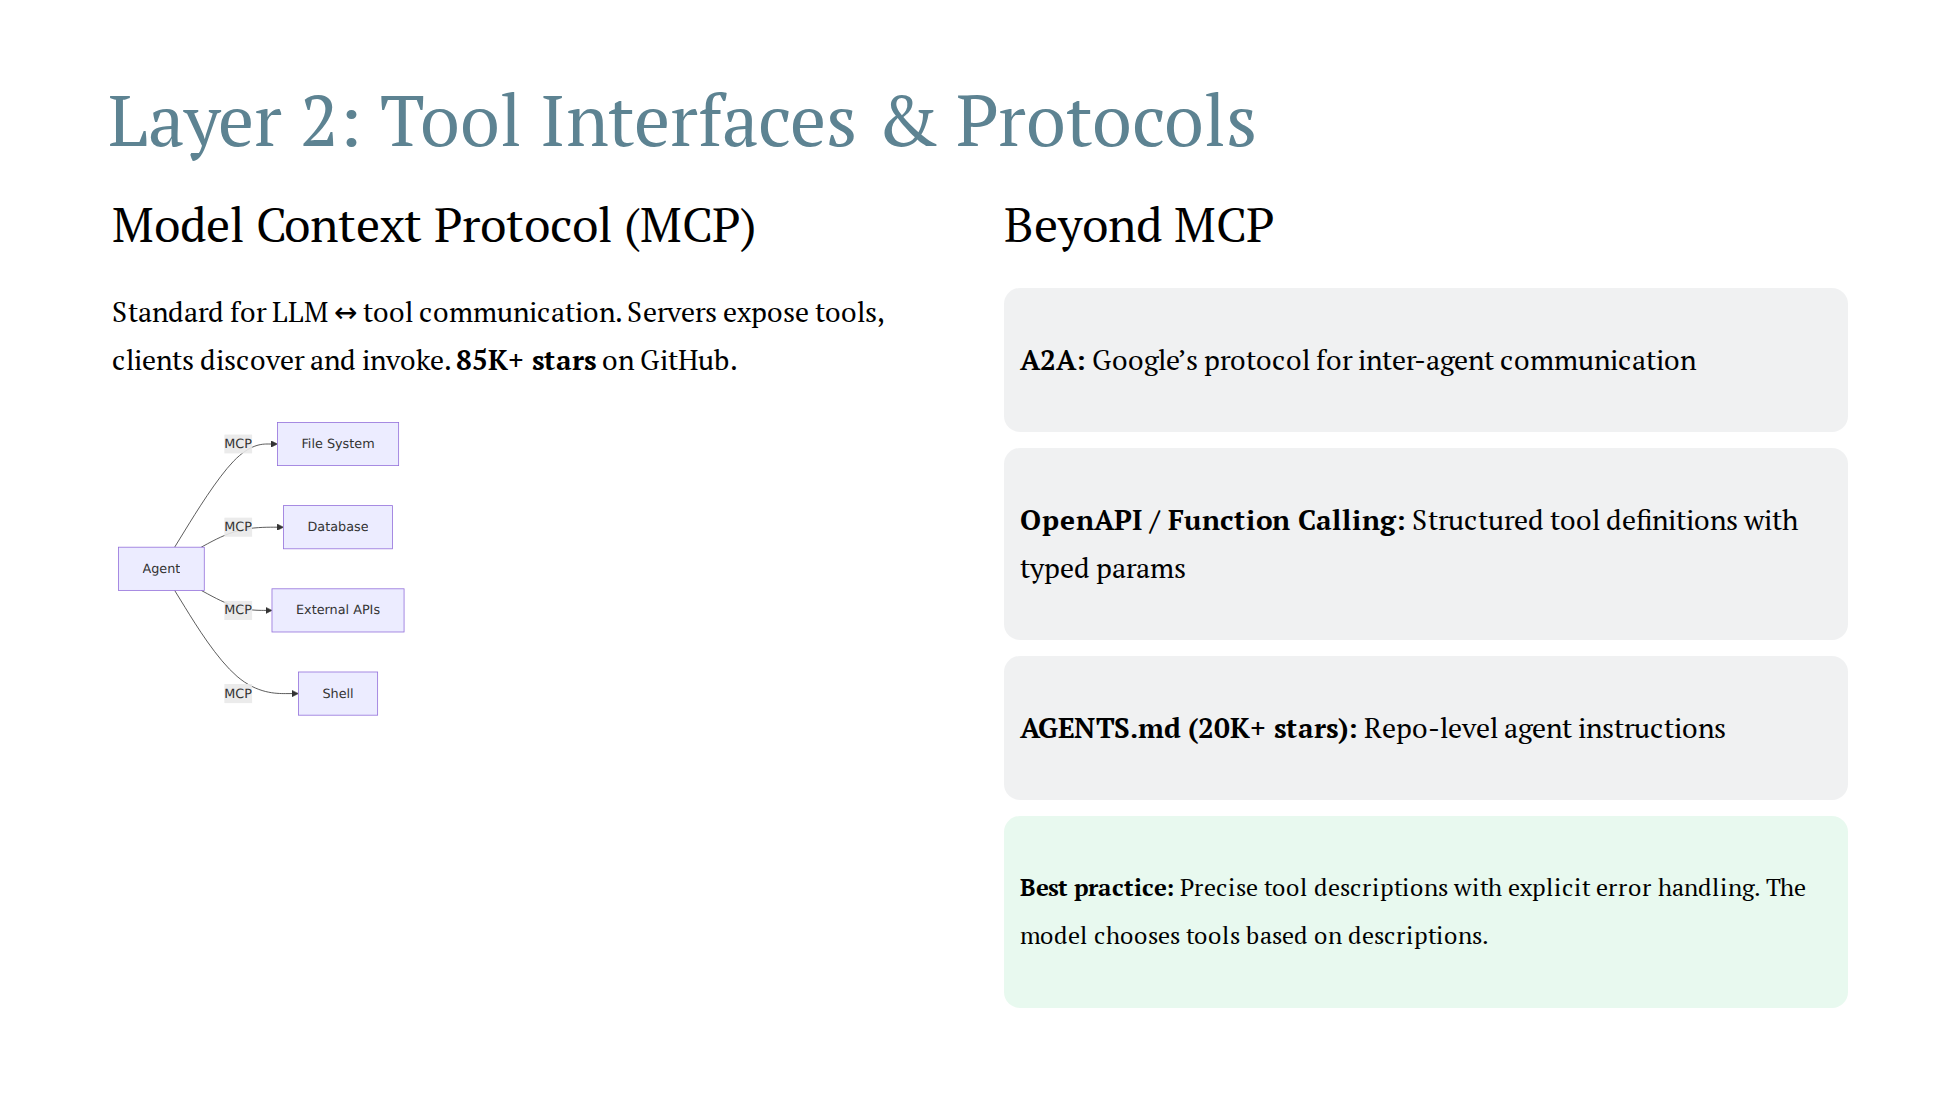 Layer 2: Tool Interfaces & Protocols
Model Context Protocol (MCP)
Standard for LLM ↔ tool communication. Servers expose tools,
clients discover and invoke. 85K+ stars on GitHub.
MCP
File System
MCP
Database
Agent
MCP
External APIs
MCP
Shell
Beyond MCP
A2A: Google’s protocol for inter-agent communication
OpenAPI / Function Calling: Structured tool definitions with
typed params
AGENTS.md (20K+ stars): Repo-level agent instructions
Best practice: Precise tool descriptions with explicit error handling. The
model chooses tools based on descriptions.